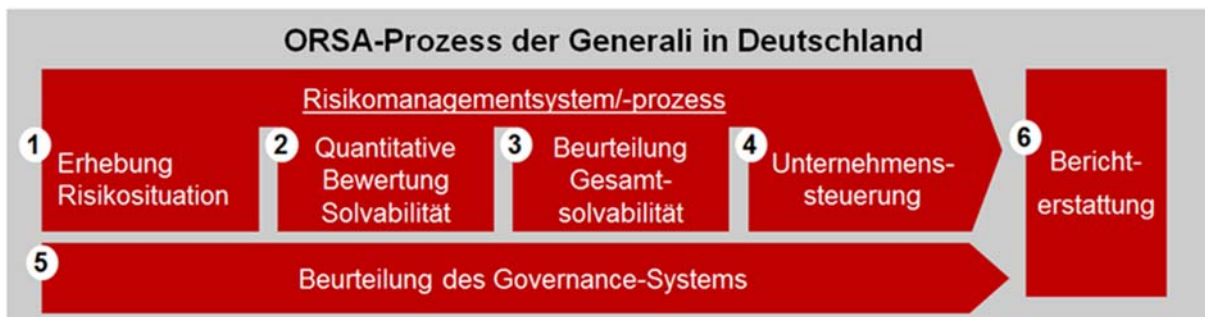 ORSA-Prozess der Generali in Deutschland
Risikomanagementsystem/-prozess
1
Erhebung
Risikosituation
2
Quantitative
Bewertung
Solvabilität
3
Beurteilung
Gesamt-
solvabilität
4
Unternehmens-
steuerung
5
Beurteilung des Governance-Systems
6
Bericht-
erstattung